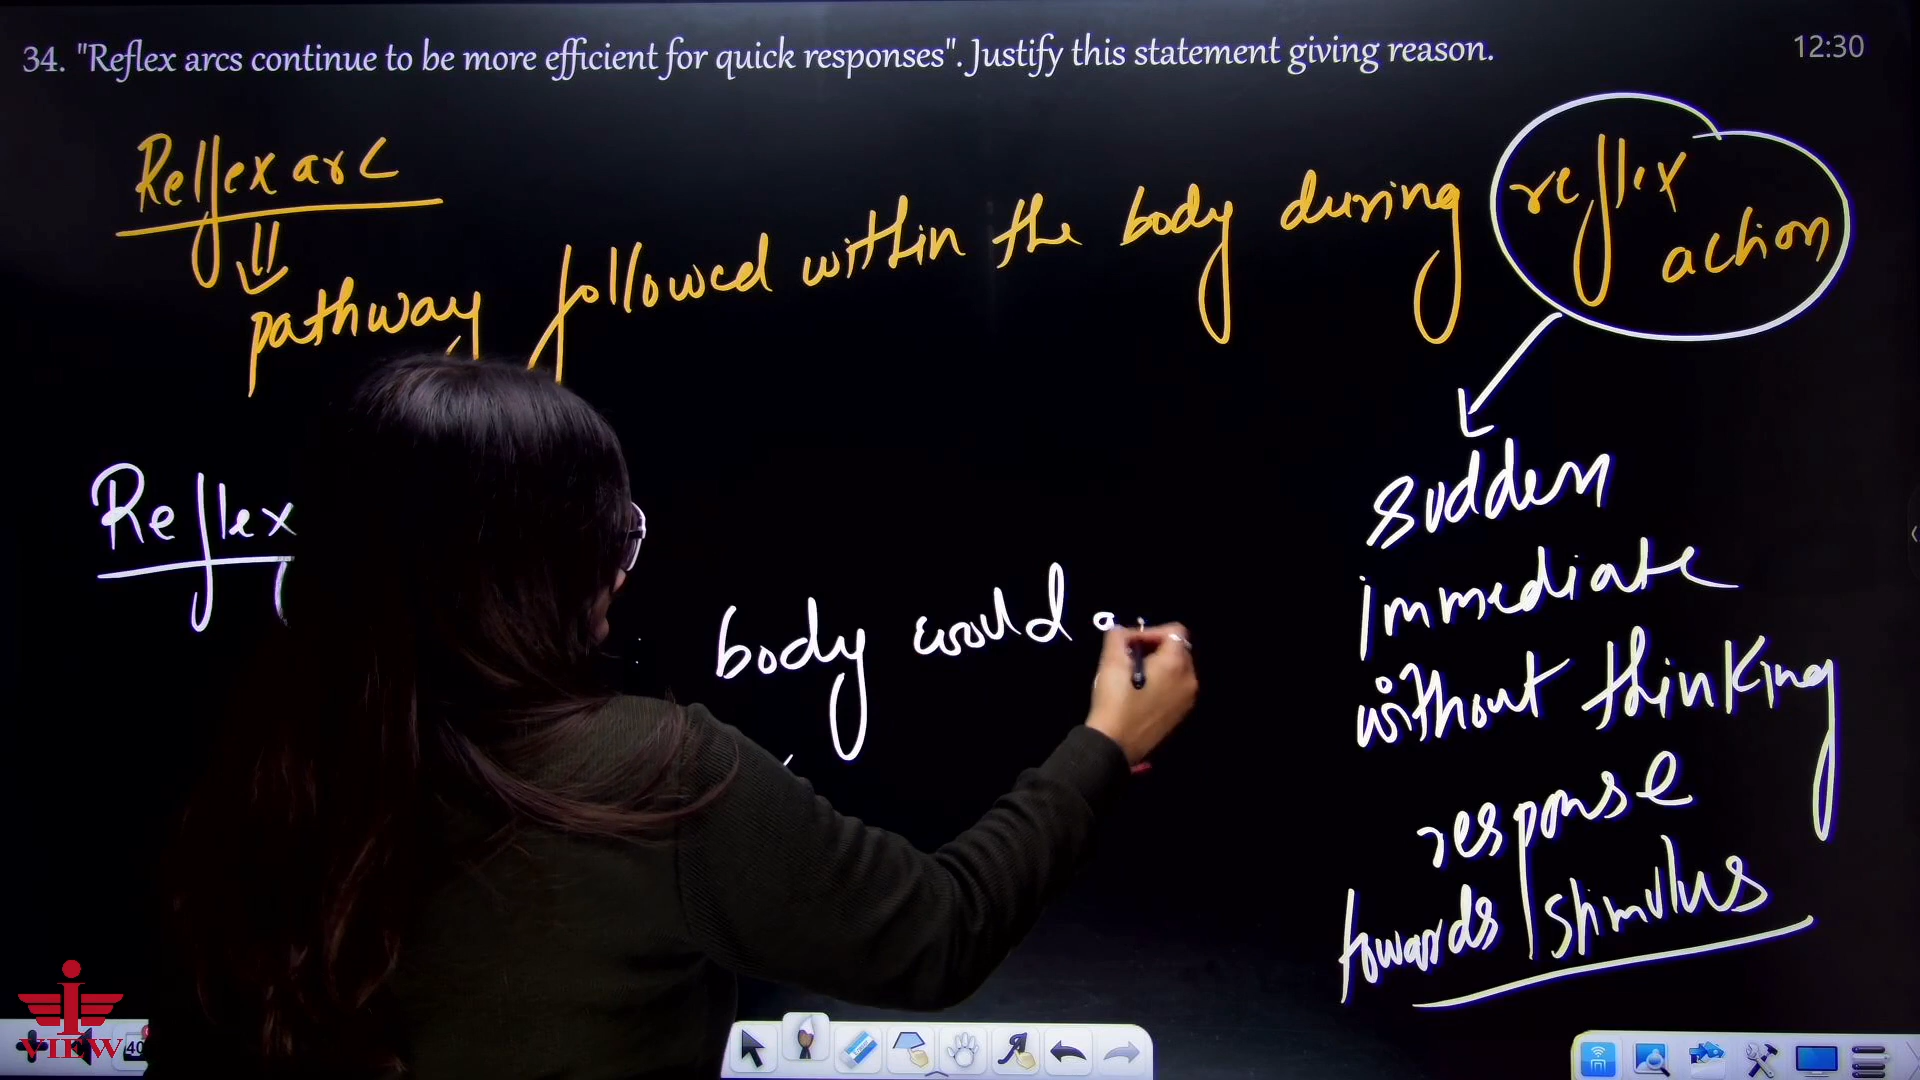 34. "Reflex arcs continue to be more efficient for quick responses". Justify this statement giving reason.
12:30
Reflex arc
pathway followed within the body during reflex action
sudden
immediate
without thinking
response
towards stimulus
Reflex
body would
VIEW
40